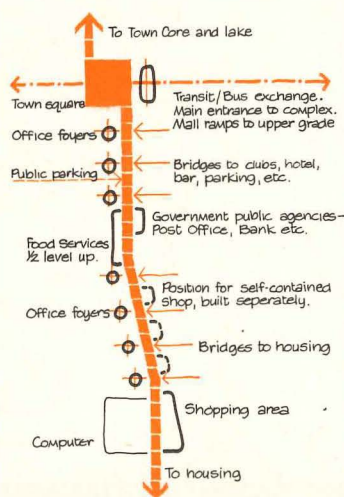 To Town Core and lake
Town square
Transit/Bus exchange.
Main entrance to complex.
Mall ramps to upper grade
Office foyers
Public parking
Bridges to clubs, hotel,
bar, parking, etc.
Government public agencies–
Post Office, Bank etc.
Food Services
½ level up.
Position for self-contained
shop, built seperately.
Office foyers
Bridges to housing
Shopping area
Computer
To housing